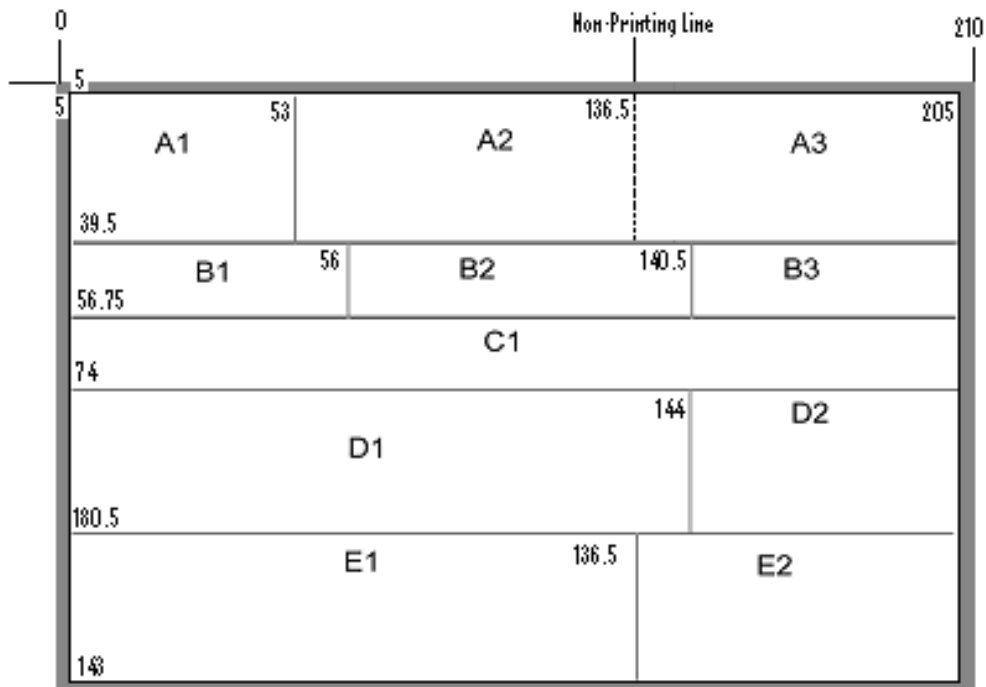 0 Non-Printing Line 210
5
5 53 136.5 205
A1 A2 A3
39.5
B1 56 B2 140.5 B3
56.75
C1
74
144 D2
D1
180.5
E1 136.5 E2
143